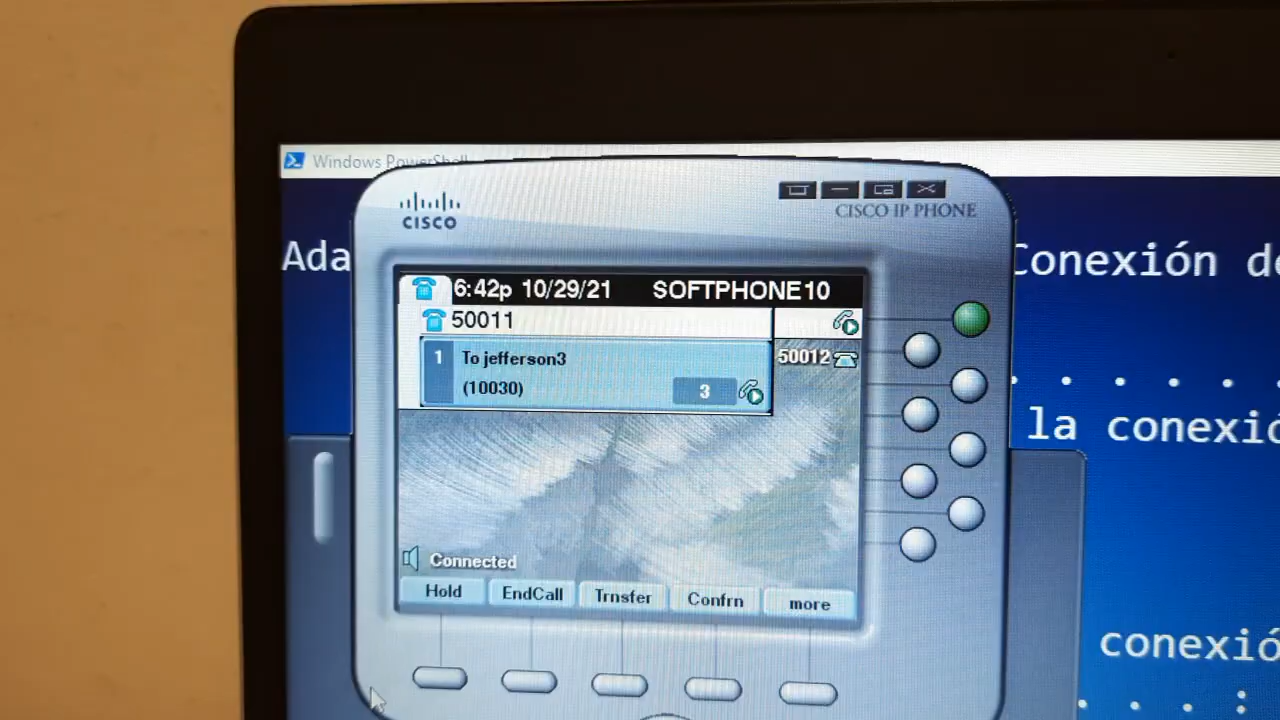 Windows PowerShell
CISCO
CISCO IP PHONE
Ada
Conexión de
6:42p 10/29/21 SOFTPHONE10
50011
1 To jefferson3
50012
(10030) 3
la conexió
Connected
Hold EndCall Trnsfer Confrn more
conexió